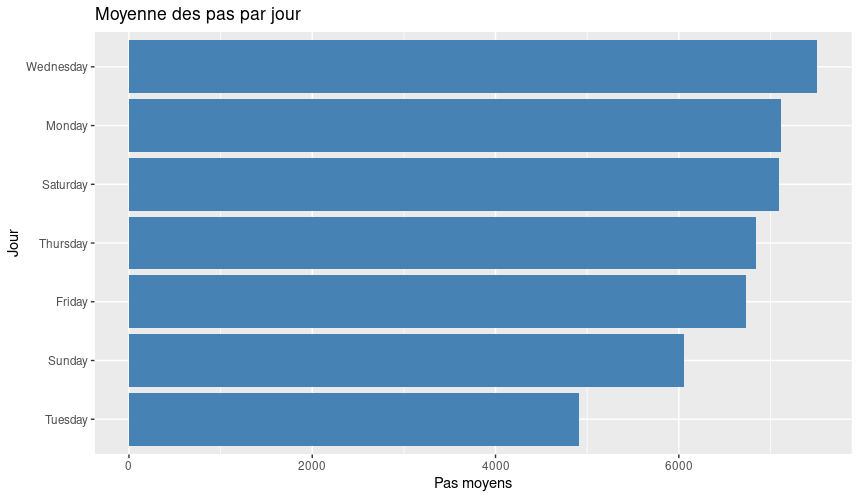 Moyenne des pas par jour
Jour
Wednesday
Monday
Saturday
Thursday
Friday
Sunday
Tuesday
0 2000 4000 6000
Pas moyens